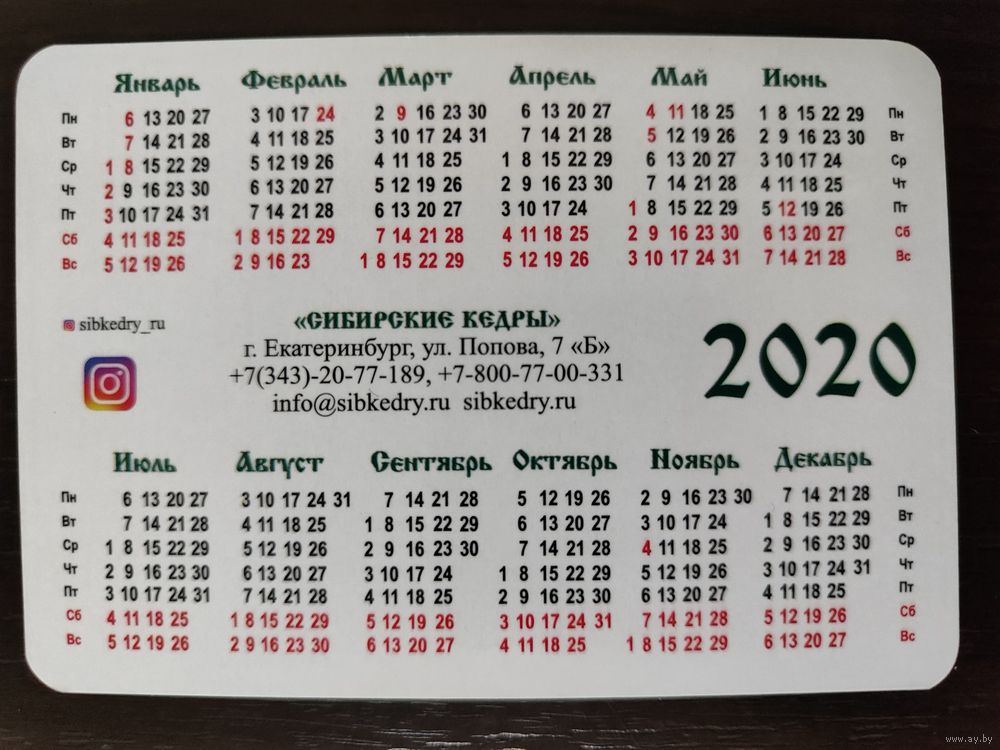 Январь Февраль Март Апрель Май Июнь
Пн 6 13 20 27 3 10 17 24 2 9 16 23 30 6 13 20 27 4 11 18 25 1 8 15 22 29 Пн
Вт 7 14 21 28 4 11 18 25 3 10 17 24 31 7 14 21 28 5 12 19 26 2 9 16 23 30 Вт
Ср 1 8 15 22 29 5 12 19 26 4 11 18 25 1 8 15 22 29 6 13 20 27 3 10 17 24 Ср
Чт 2 9 16 23 30 6 13 20 27 5 12 19 26 2 9 16 23 30 7 14 21 28 4 11 18 25 Чт
Пт 3 10 17 24 31 7 14 21 28 6 13 20 27 3 10 17 24 1 8 15 22 29 5 12 19 26 Пт
Сб 4 11 18 25 1 8 15 22 29 7 14 21 28 4 11 18 25 2 9 16 23 30 6 13 20 27 Сб
Вс 5 12 19 26 2 9 16 23 1 8 15 22 29 5 12 19 26 3 10 17 24 31 7 14 21 28 Вс
sibkedry_ru
«СИБИРСКИЕ КЕДРЫ»
г. Екатеринбург, ул. Попова, 7 «Б»
+7(343)-20-77-189, +7-800-77-00-331
info@sibkedry.ru sibkedry.ru
2020
Июль Август Сентябрь Октябрь Ноябрь Декабрь
Пн 6 13 20 27 3 10 17 24 31 7 14 21 28 5 12 19 26 2 9 16 23 30 7 14 21 28 Пн
Вт 7 14 21 28 4 11 18 25 1 8 15 22 29 6 13 20 27 3 10 17 24 1 8 15 22 29 Вт
Ср 1 8 15 22 29 5 12 19 26 2 9 16 23 30 7 14 21 28 4 11 18 25 2 9 16 23 30 Ср
Чт 2 9 16 23 30 6 13 20 27 3 10 17 24 1 8 15 22 29 5 12 19 26 3 10 17 24 31 Чт
Пт 3 10 17 24 31 7 14 21 28 4 11 18 25 2 9 16 23 30 6 13 20 27 4 11 18 25 Пт
Сб 4 11 18 25 1 8 15 22 29 5 12 19 26 3 10 17 24 31 7 14 21 28 5 12 19 26 Сб
Вс 5 12 19 26 2 9 16 23 30 6 13 20 27 4 11 18 25 1 8 15 22 29 6 13 20 27 Вс
www.ay.by